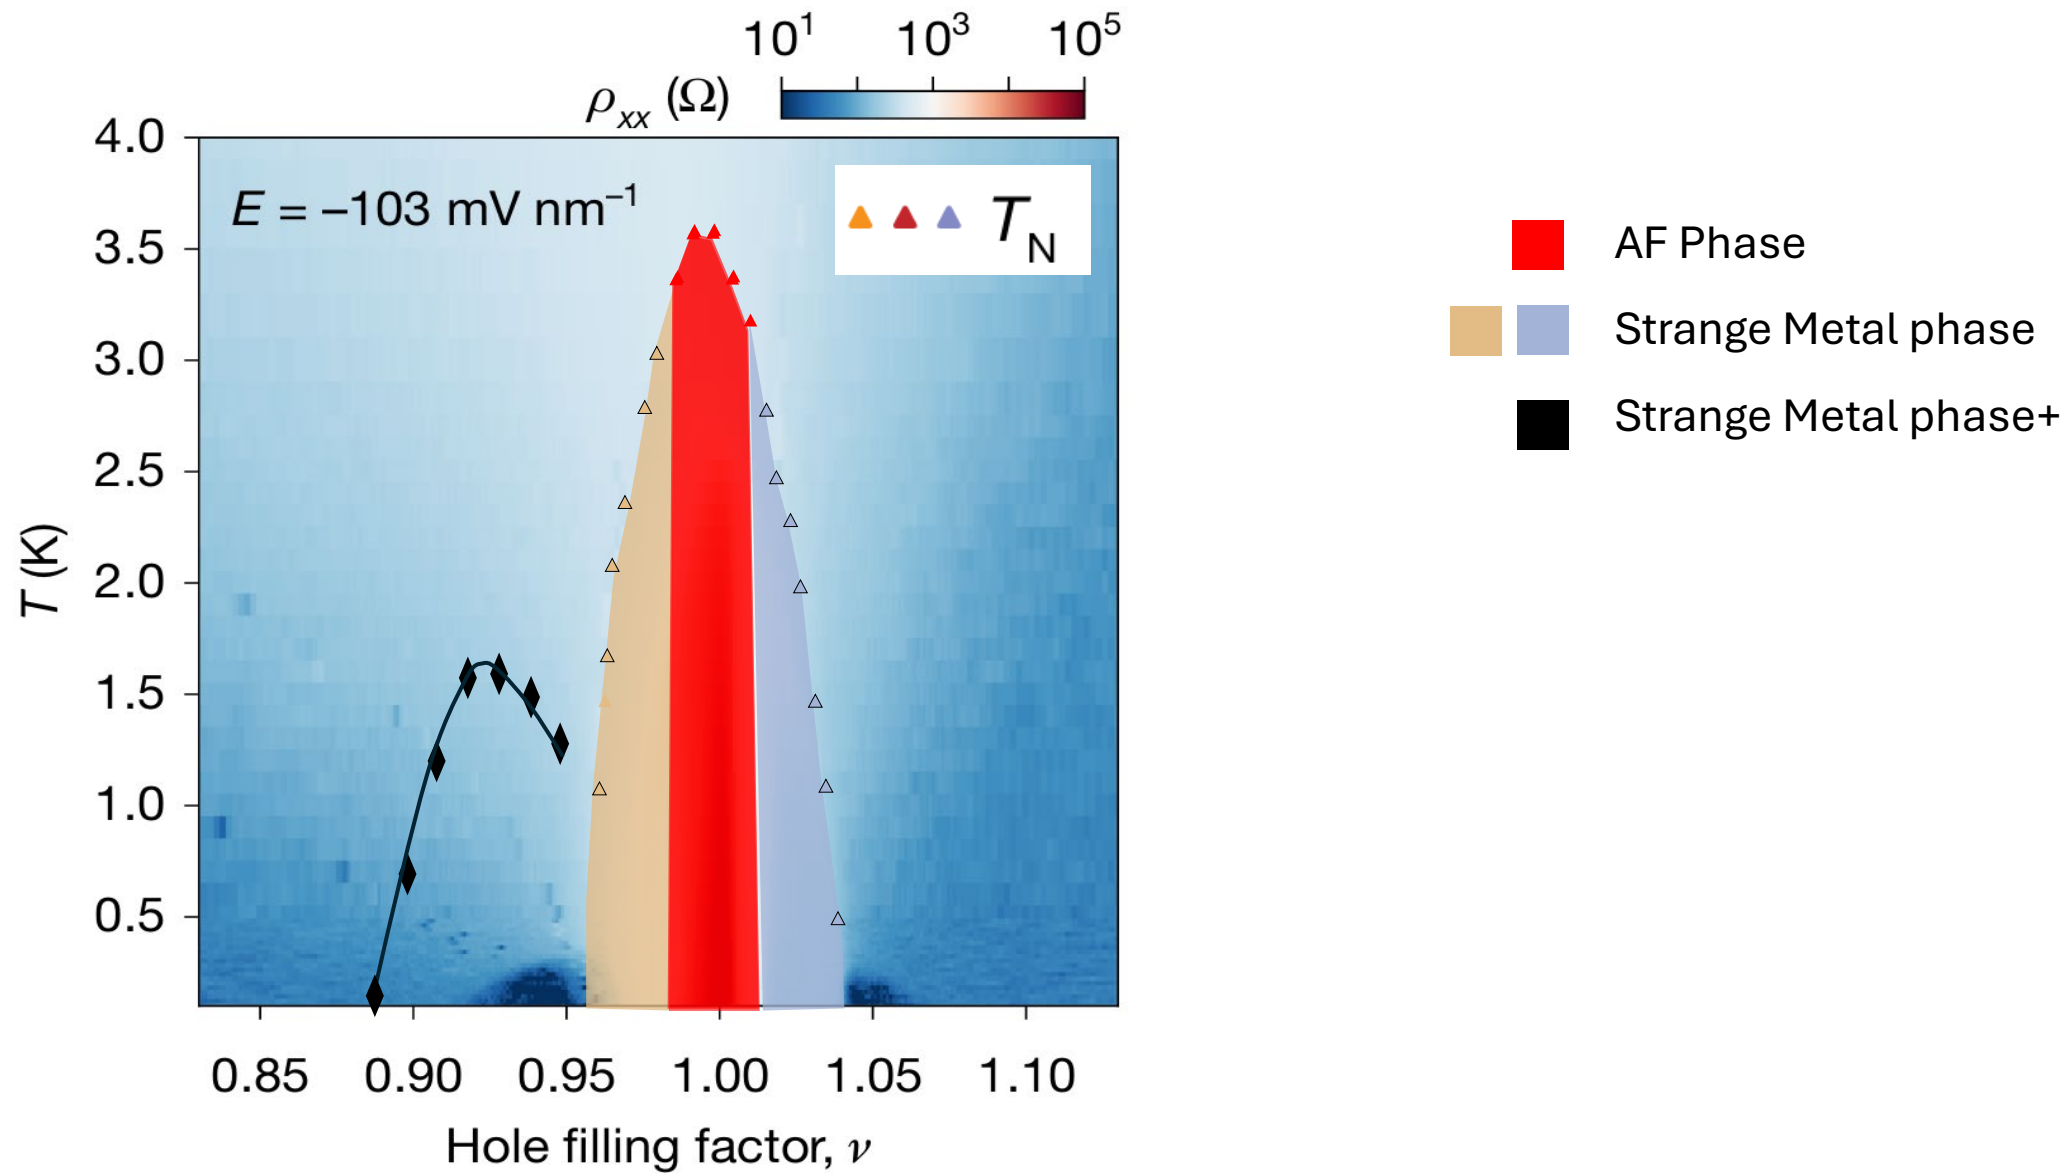 10¹ 10³ 10⁵
ρxx (Ω)
4.0
3.5
3.0
2.5
2.0
1.5
1.0
0.5
T (K)
E = –103 mV nm⁻¹
TN
0.85 0.90 0.95 1.00 1.05 1.10
Hole filling factor, ν
AF Phase
Strange Metal phase
Strange Metal phase+